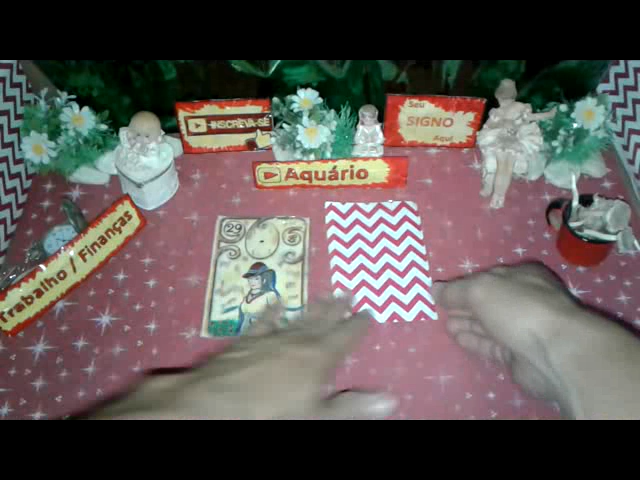 INSCREVA-SE
Seu
SIGNO
Aqui
Aquário
Trabalho / Finanças
29